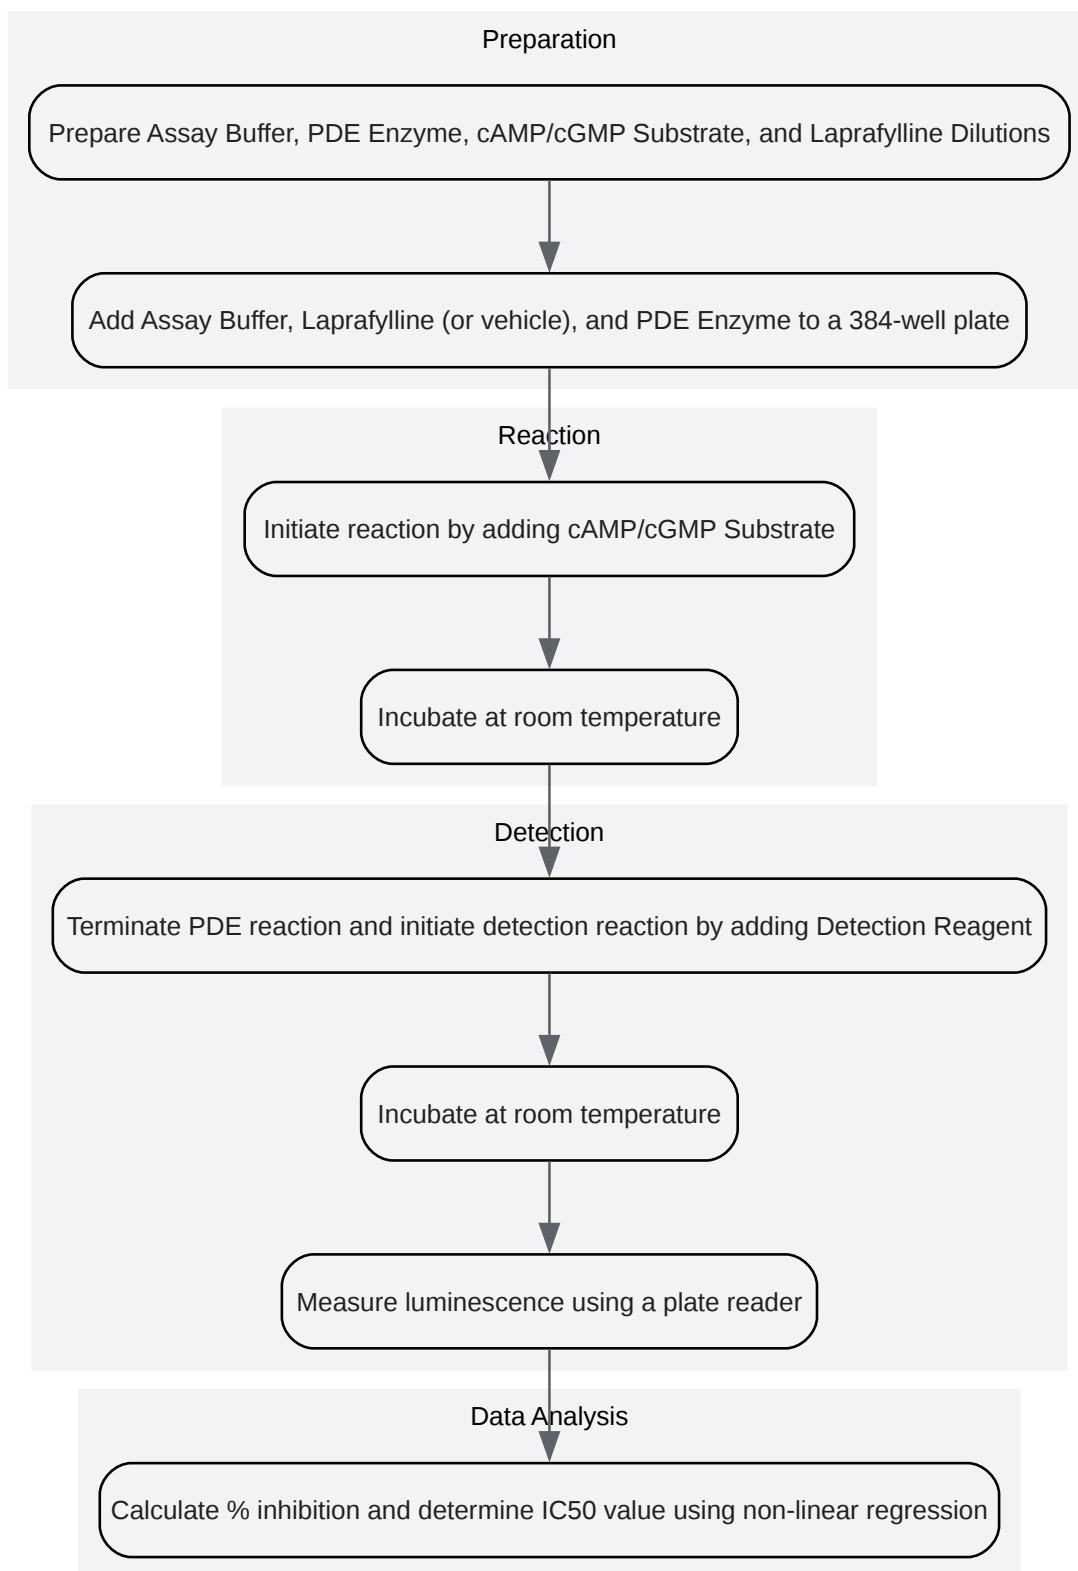 Preparation
Prepare Assay Buffer, PDE Enzyme, cAMP/cGMP Substrate, and Laprafylline Dilutions
Add Assay Buffer, Laprafylline (or vehicle), and PDE Enzyme to a 384-well plate
Reaction
Initiate reaction by adding cAMP/cGMP Substrate
Incubate at room temperature
Detection
Terminate PDE reaction and initiate detection reaction by adding Detection Reagent
Incubate at room temperature
Measure luminescence using a plate reader
Data Analysis
Calculate % inhibition and determine IC50 value using non-linear regression